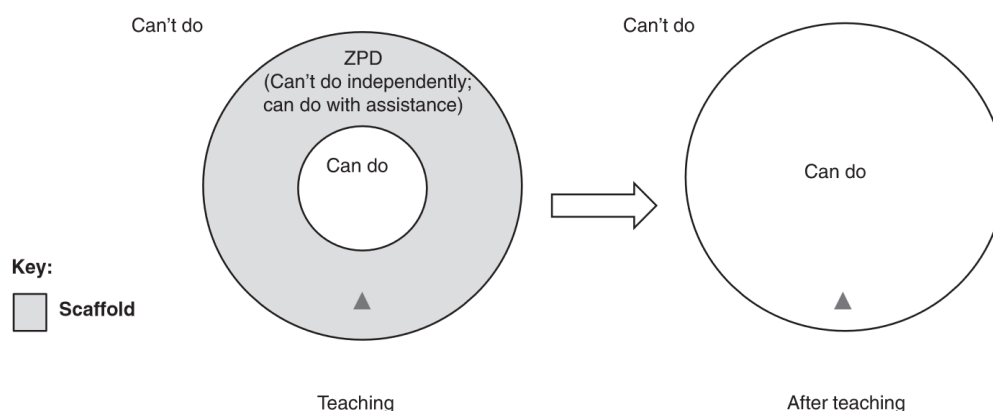 Can't do
ZPD
(Can't do independently;
can do with assistance)
Can do
Key:
Scaffold
Teaching
Can't do
Can do
After teaching